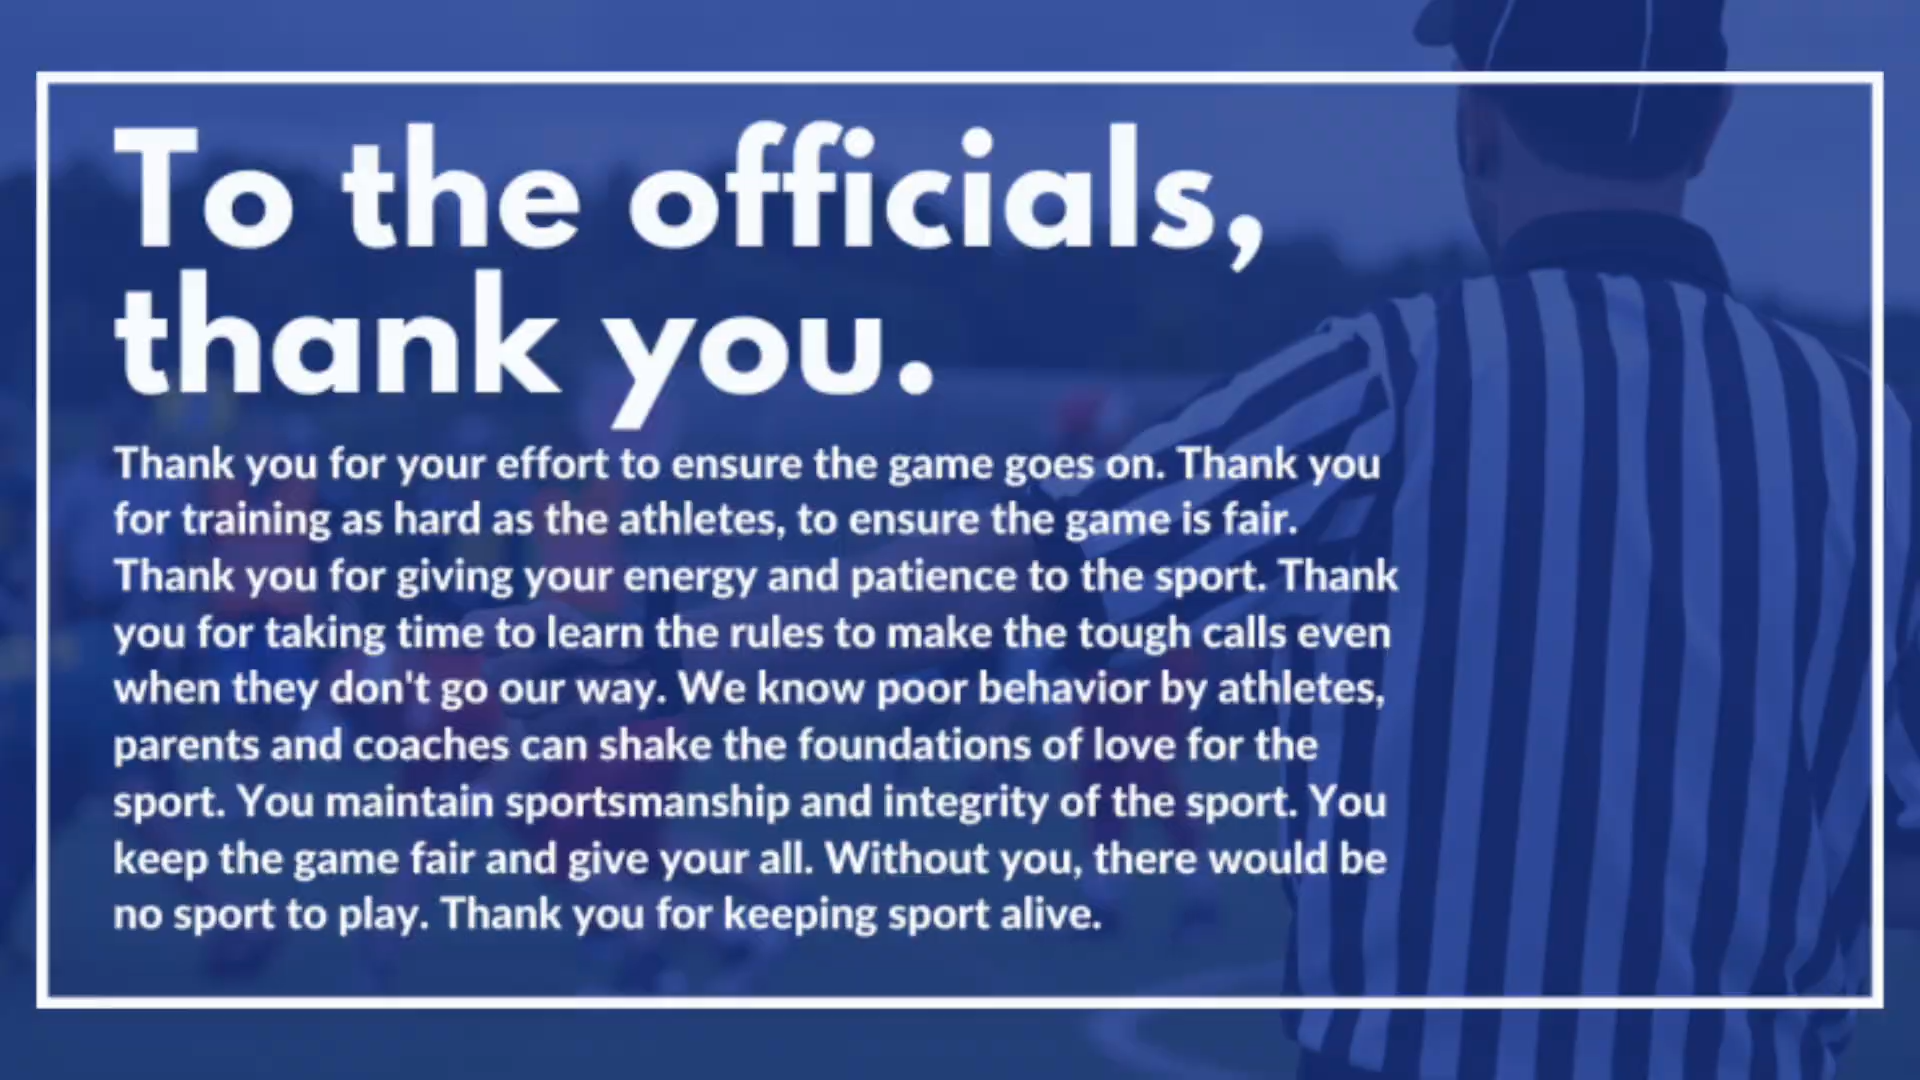 To the officials,
thank you.
Thank you for your effort to ensure the game goes on. Thank you
for training as hard as the athletes, to ensure the game is fair.
Thank you for giving your energy and patience to the sport. Thank
you for taking time to learn the rules to make the tough calls even
when they don't go our way. We know poor behavior by athletes,
parents and coaches can shake the foundations of love for the
sport. You maintain sportsmanship and integrity of the sport. You
keep the game fair and give your all. Without you, there would be
no sport to play. Thank you for keeping sport alive.